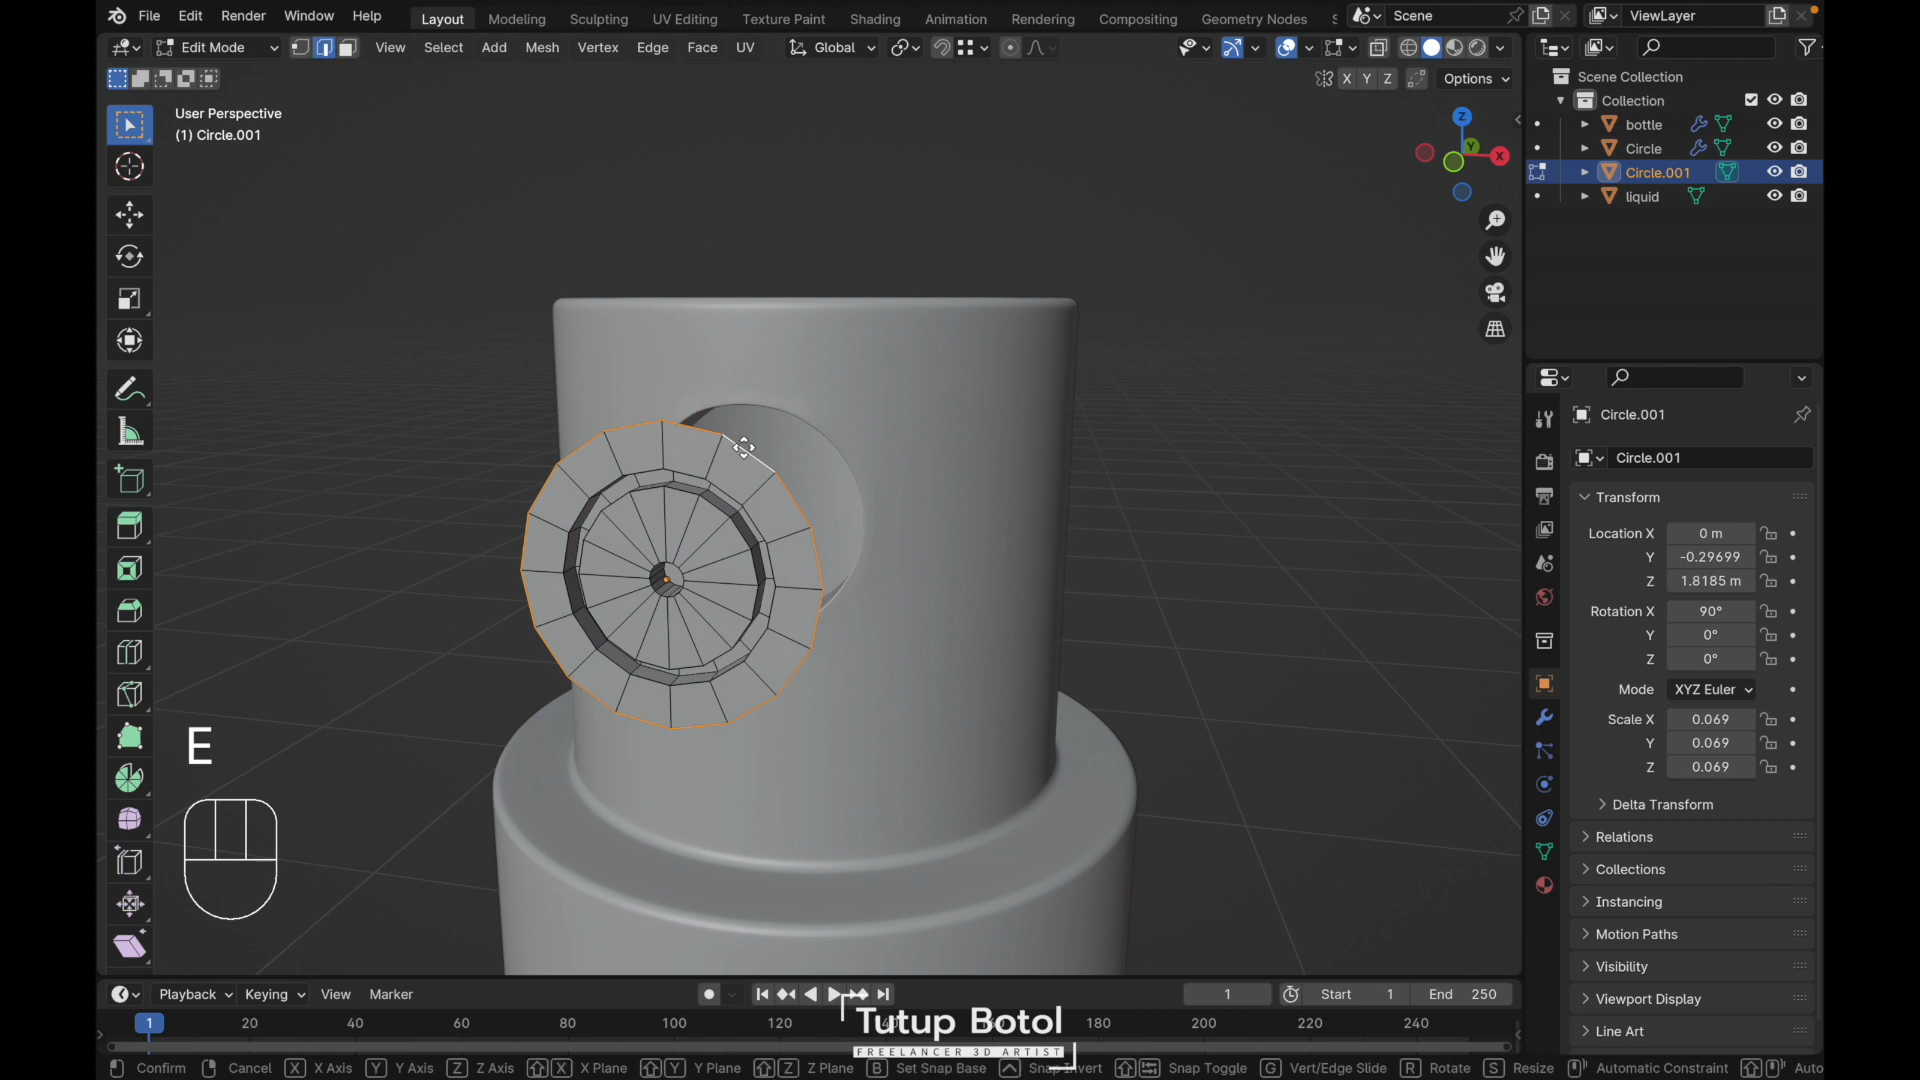 File Edit Render Window Help Layout Modeling Sculpting UV Editing Texture Paint Shading Animation Rendering Compositing Geometry Nodes Scene ViewLayer
Edit Mode View Select Add Mesh Vertex Edge Face UV Global
X Y Z Options
User Perspective
(1) Circle.001
Z
Y
X
E
Scene Collection
Collection
bottle
Circle
Circle.001
liquid
Circle.001
Circle.001
Transform
Location X 0 m
Y -0.29699
Z 1.8185 m
Rotation X 90°
Y 0°
Z 0°
Mode XYZ Euler
Scale X 0.069
Y 0.069
Z 0.069
Delta Transform
Relations
Collections
Instancing
Motion Paths
Visibility
Viewport Display
Line Art
Playback Keying View Marker 1 Start 1 End 250
1 20 40 60 80 100 120 180 200 220 240
Tutup Botol
FREELANCER 3D ARTIST
Confirm Cancel X X Axis Y Y Axis Z Z Axis X X Plane Y Y Plane Z Z Plane B Set Snap Base Snap Invert Snap Toggle G Vert/Edge Slide R Rotate S Resize Automatic Constraint Auto